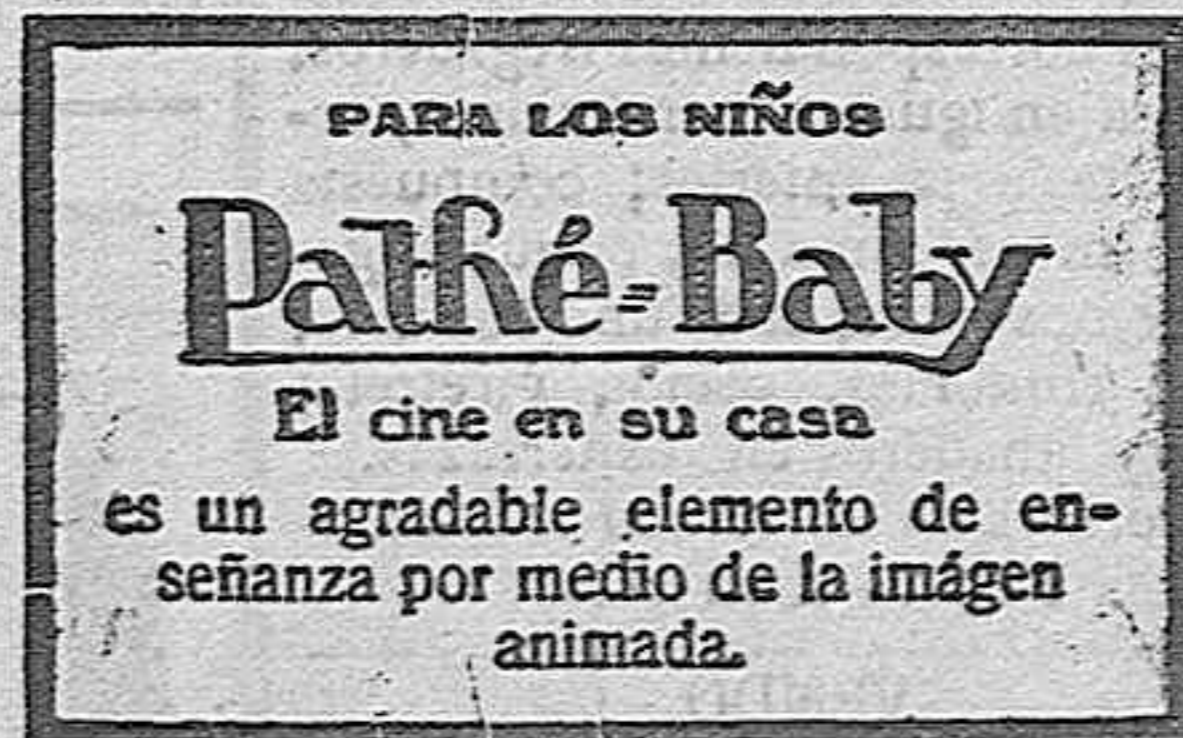 PARA LOS NIÑOS
Pathé=Baby
El cine en su casa
es un agradable elemento de en-
señanza por medio de la imágen
animada.